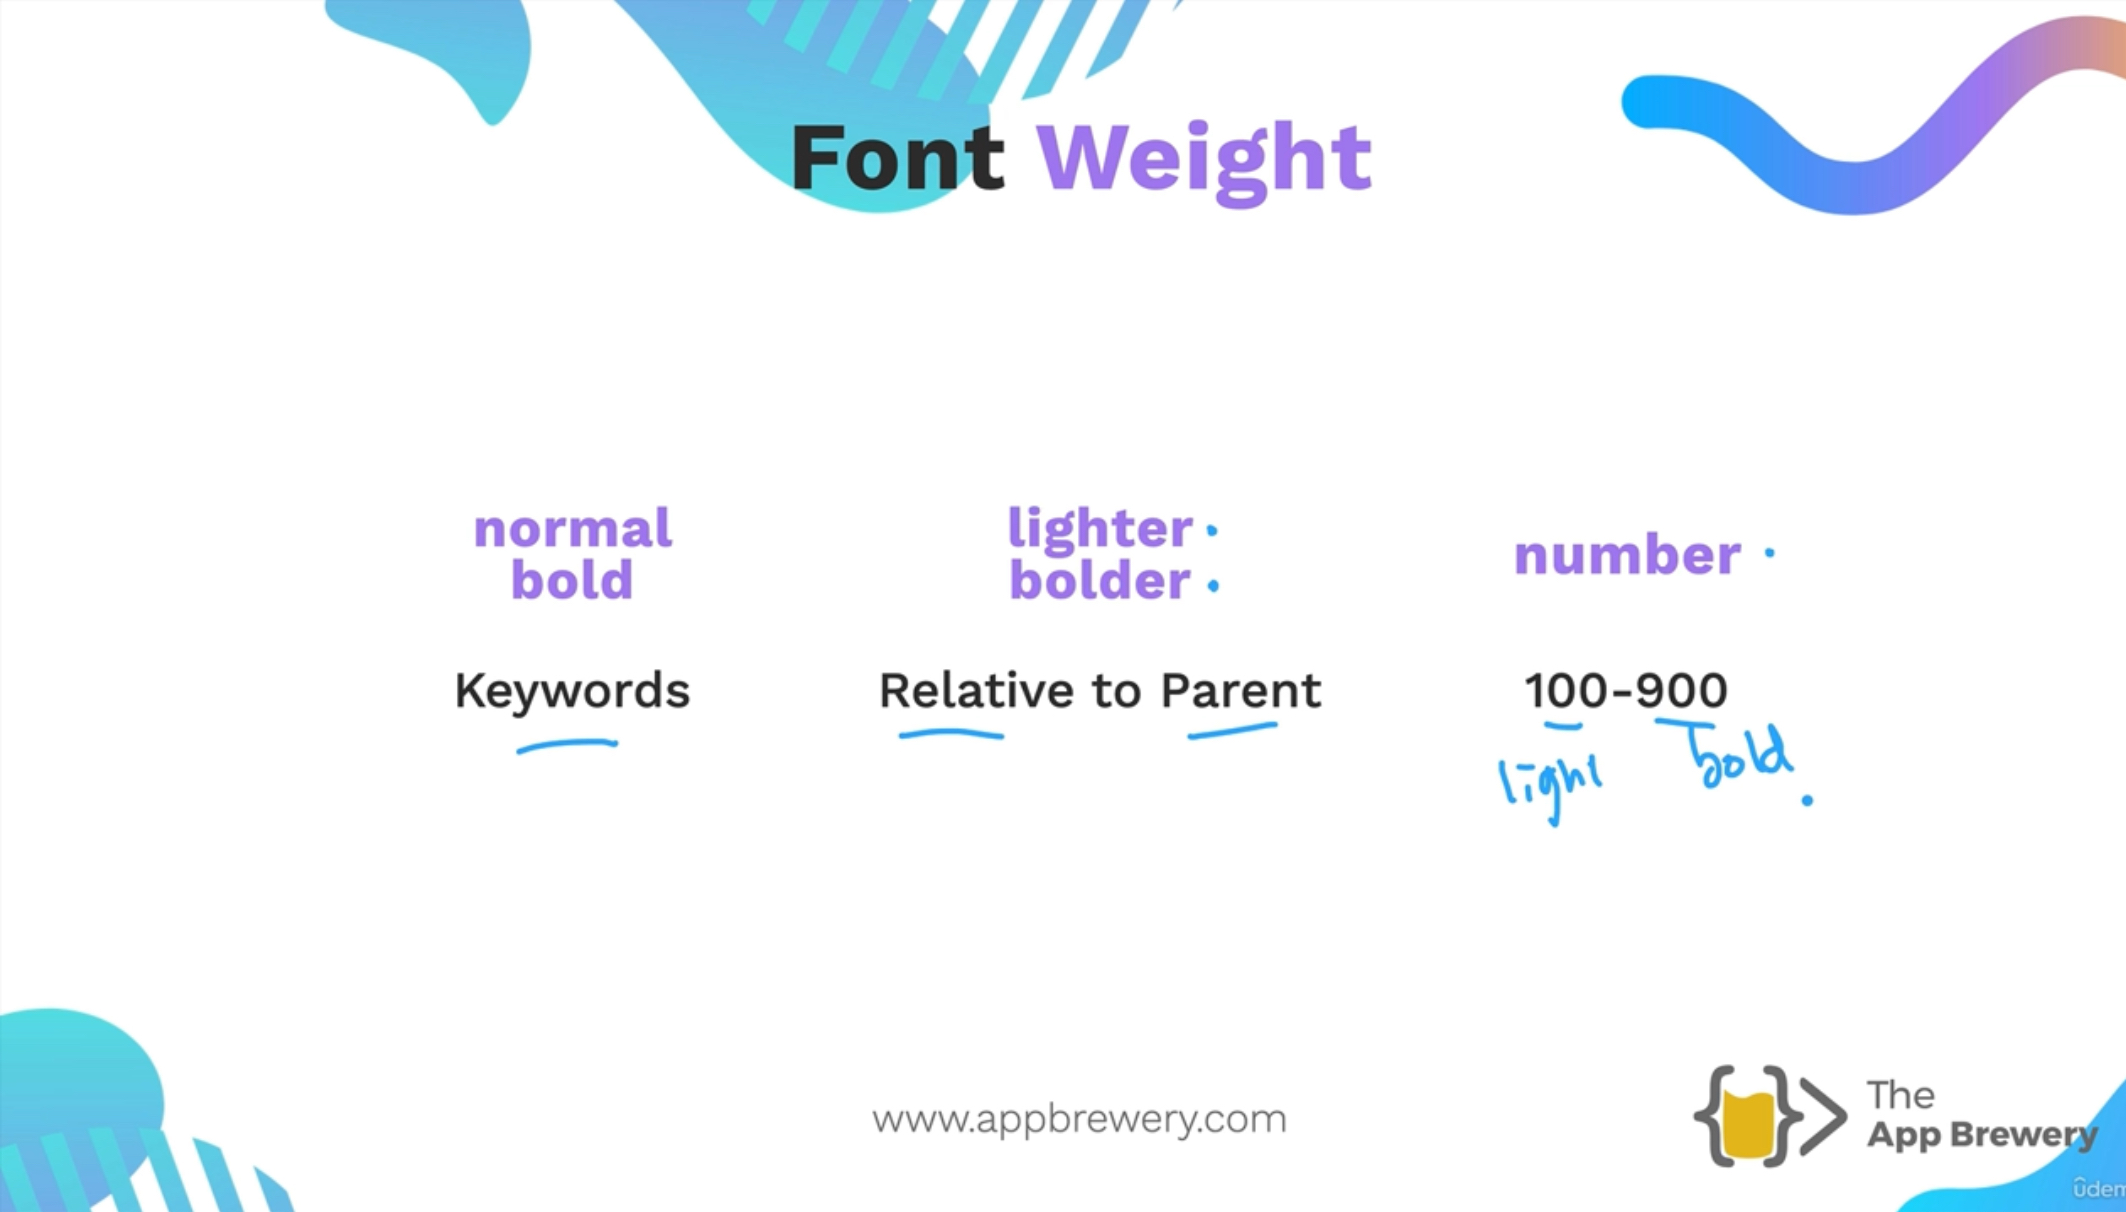 Font Weight
normal
bold
Keywords
lighter
bolder
Relative to Parent
number
100-900
light
bold.
www.appbrewery.com
The
App Brewery